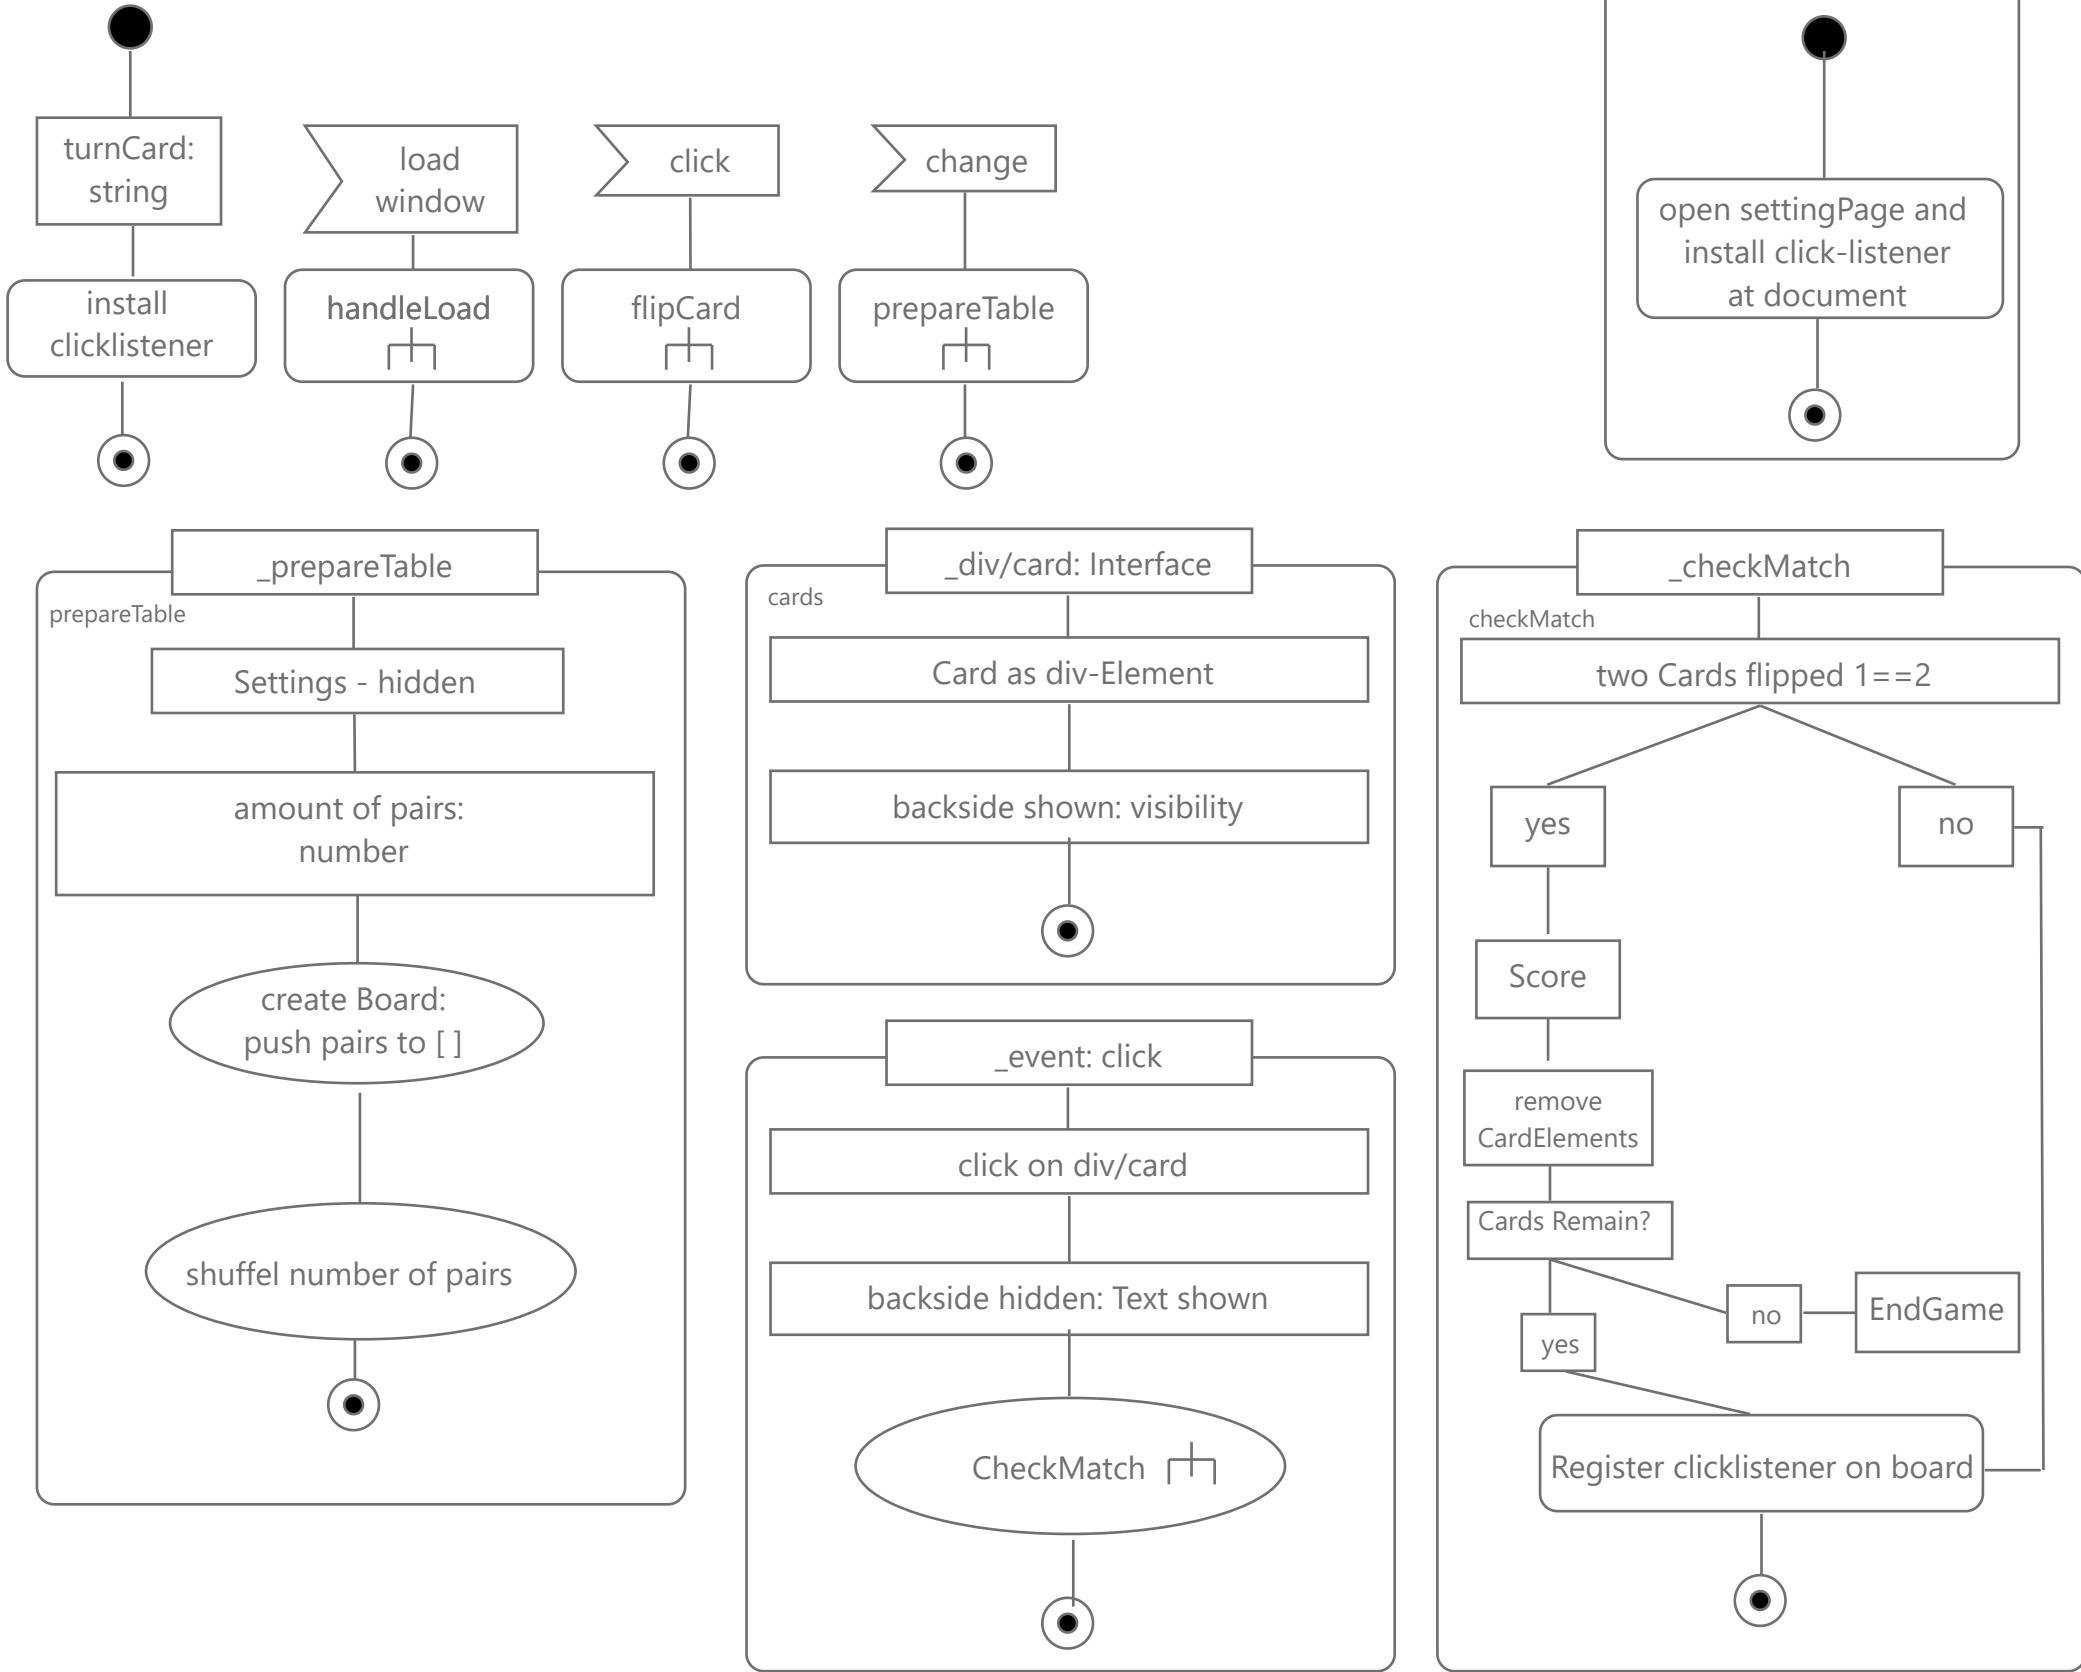 turnCard:
string
install
clicklistener
load
window
handleLoad
click
flipCard
change
prepareTable
open settingPage and
install click-listener
at document
_prepareTable
prepareTable
Settings - hidden
amount of pairs:
number
create Board:
push pairs to [ ]
shuffel number of pairs
_div/card: Interface
cards
Card as div-Element
backside shown: visibility
_event: click
click on div/card
backside hidden: Text shown
CheckMatch
_checkMatch
checkMatch
two Cards flipped 1==2
yes
no
Score
remove
CardElements
Cards Remain?
no
EndGame
yes
Register clicklistener on board